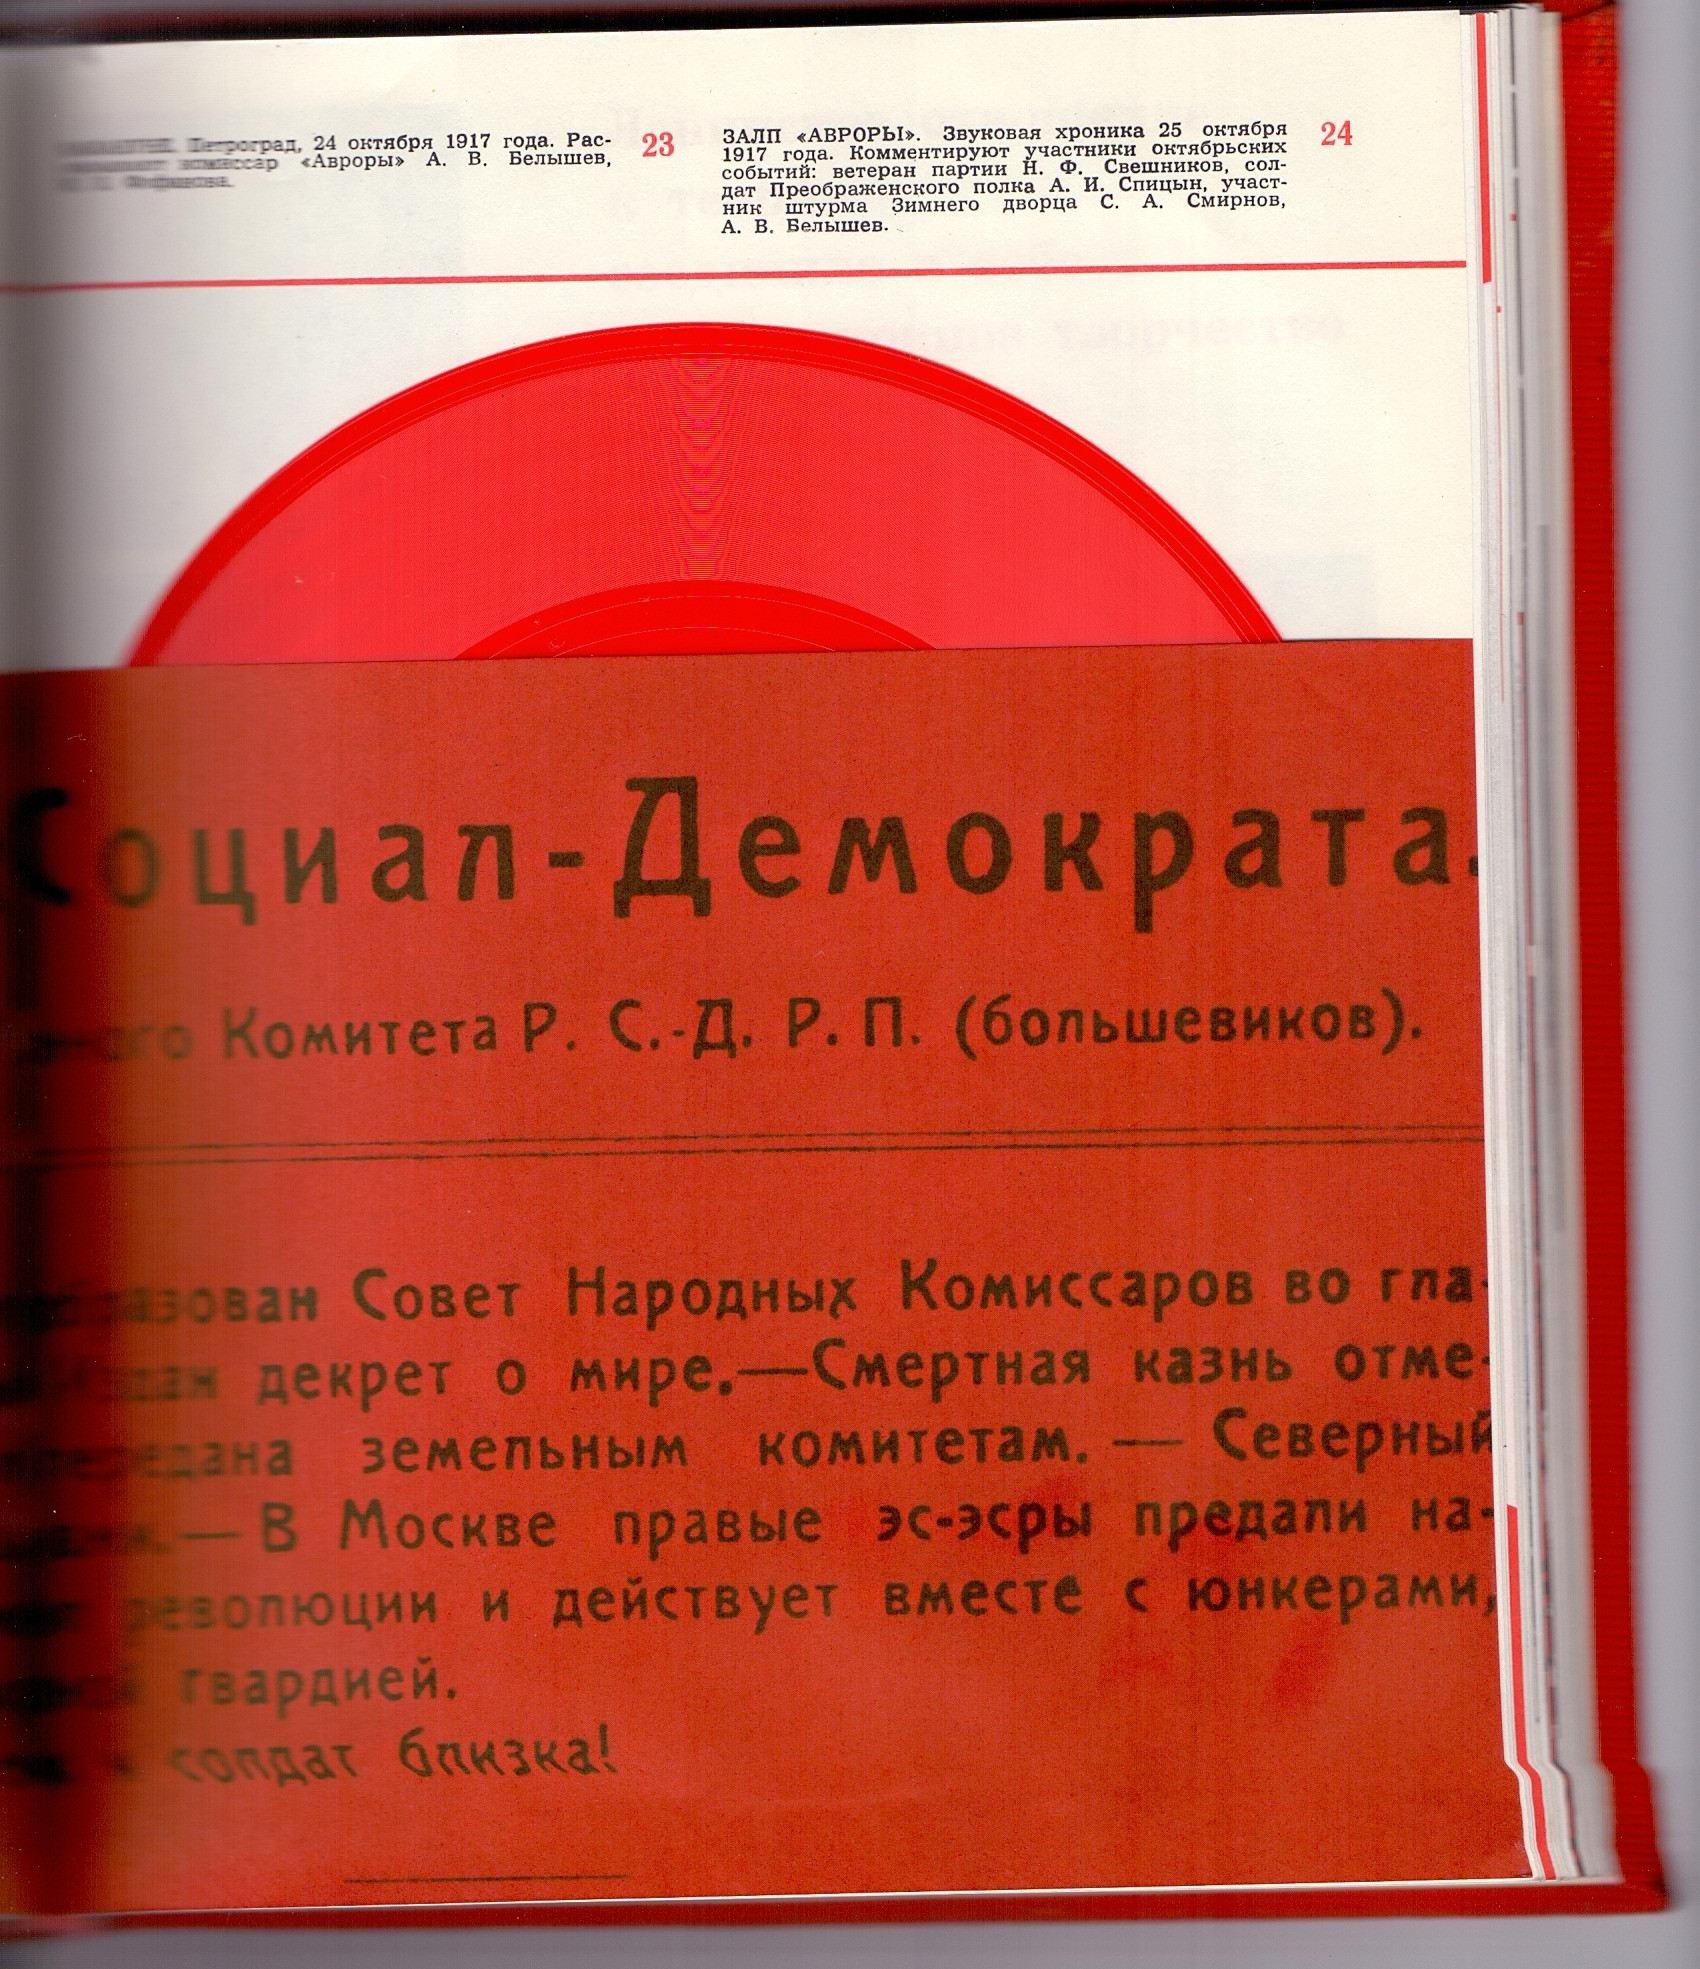 Петроград, 24 октября 1917 года. Рас-
комиссар «Авроры» А. В. Белышев,
23
ЗАЛП «АВРОРЫ». Звуковая хроника 25 октября
1917 года. Комментируют участники октябрьских
событий: ветеран партии Н. Ф. Свешников, сол-
дат Преображенского полка А. И. Спицын, участ-
ник штурма Зимнего дворца С. А. Смирнов,
А. В. Белышев.
24
Социал-Демократа.
Комитета Р. С.-Д. Р. П. (большевиков).
Совет Народных Комиссаров во гла-
декрет о мире.—Смертная казнь отме-
земельным комитетам. — Северный
— В Москве правые эс-эсры предали на-
революции и действует вместе с юнкерами,
гвардией.
солдат близка!